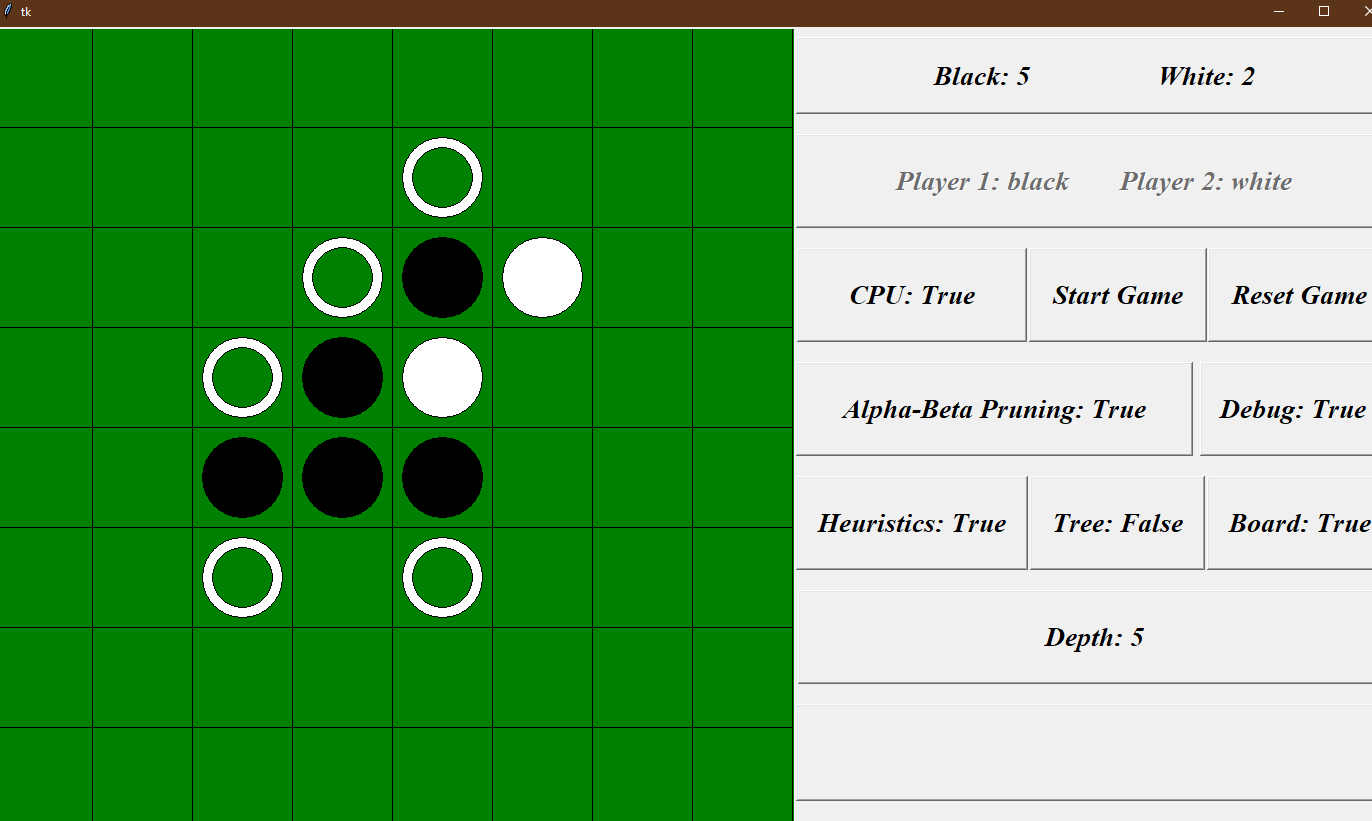 tk
Black: 5 White: 2
Player 1: black Player 2: white
CPU: True Start Game Reset Game
Alpha-Beta Pruning: True Debug: True
Heuristics: True Tree: False Board: True
Depth: 5